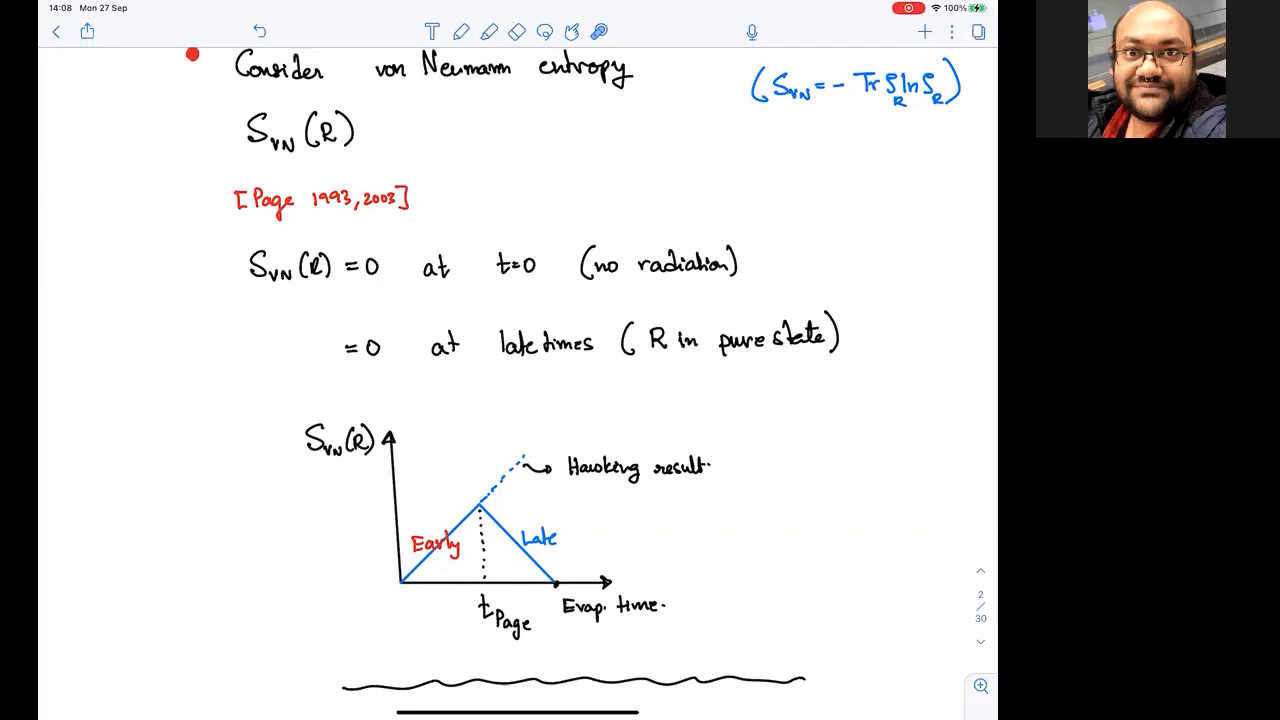 14:08 Mon 27 Sep
100%
Consider von Neumann entropy
(S_VN = - Tr ρ_R ln ρ_R)
S_VN (R)
[Page 1993, 2003]
S_VN (R) = 0 at t=0 (no radiation)
= 0 at late times (R in pure state)
S_VN (R)
Hawking result.
Early
Late
t_Page
Evap. time.
2
/
30